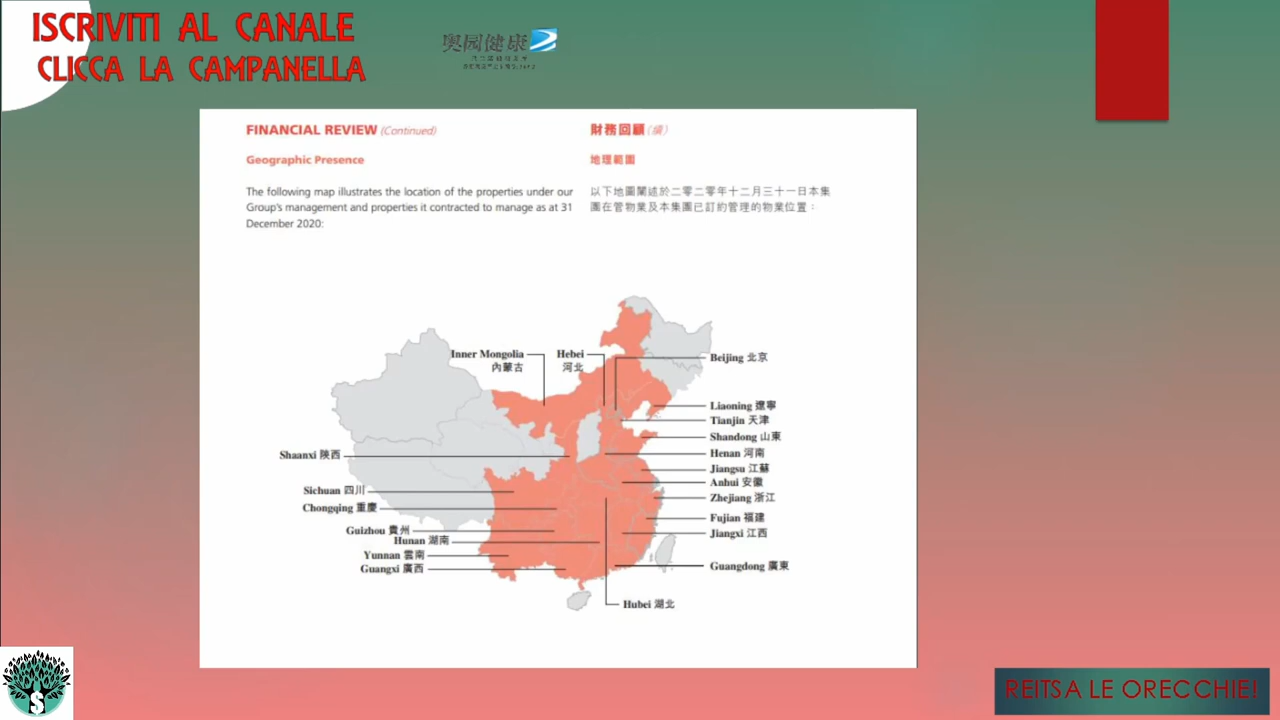 ISCRIVITI AL CANALE
CLICCA LA CAMPANELLA
奧园健康
FINANCIAL REVIEW (Continued)
財務回顧(續)
Geographic Presence
地理範圍
The following map illustrates the location of the properties under our
Group's management and properties it contracted to manage as at 31
December 2020:
以下地圖闡述於二零二零年十二月三十一日本集
團在管物業及本集團已訂約管理的物業位置：
Inner Mongolia
內蒙古
Hebei
河北
Beijing 北京
Liaoning 遼寧
Tianjin 天津
Shandong 山東
Henan 河南
Shaanxi 陝西
Jiangsu 江蘇
Anhui 安徽
Sichuan 四川
Zhejiang 浙江
Chongqing 重慶
Fujian 福建
Guizhou 貴州
Jiangxi 江西
Hunan 湖南
Yunnan 雲南
Guangxi 廣西
Guangdong 廣東
Hubei 湖北
$
REITSA LE ORECCHIE!